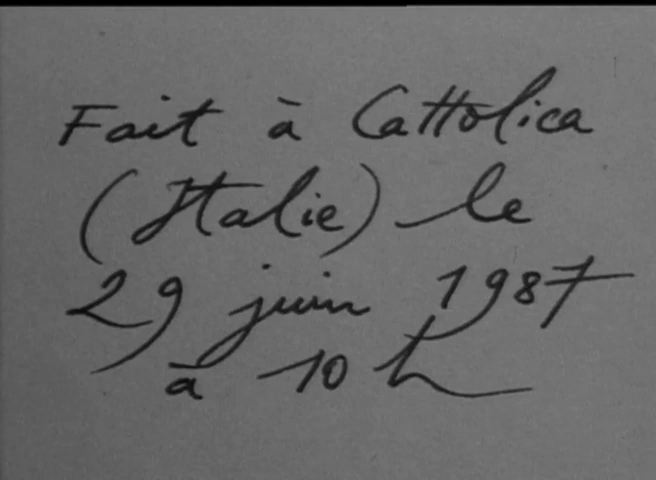 Fait à Cattolica
(Italie) le
29 juin 1987
à 10 h